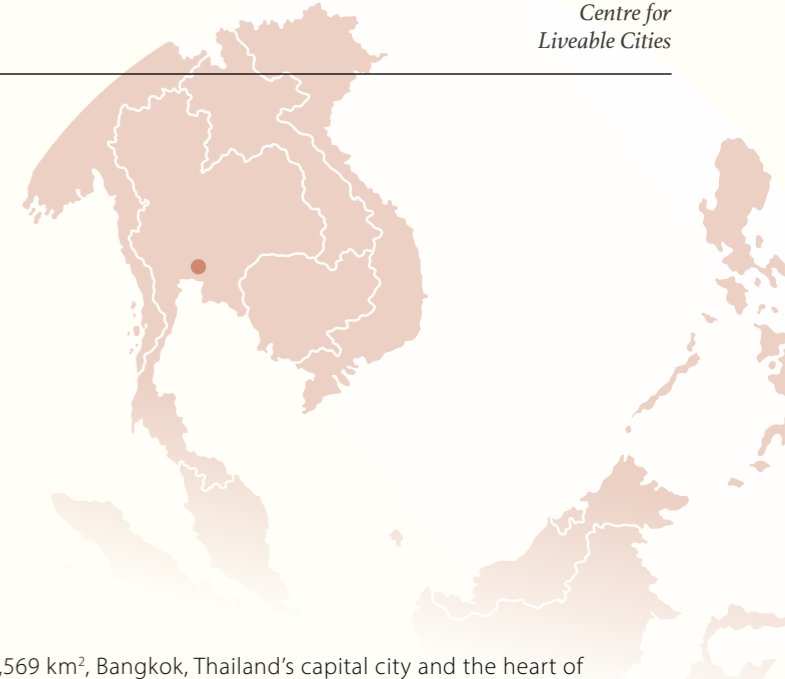 Centre for
Liveable Cities
,569 km², Bangkok, Thailand’s capital city and the heart of